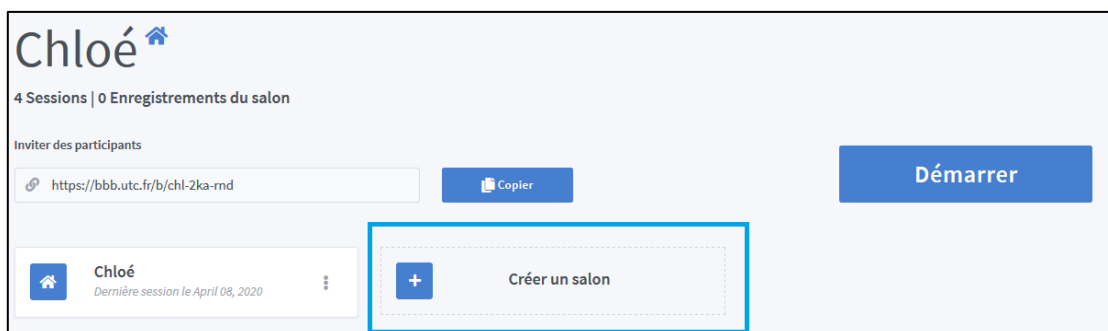 Chloé
4 Sessions | 0 Enregistrements du salon
Inviter des participants
https://bbb.utc.fr/b/chl-2ka-rnd
Copier
Démarrer
Chloé
Dernière session le April 08, 2020
Créer un salon